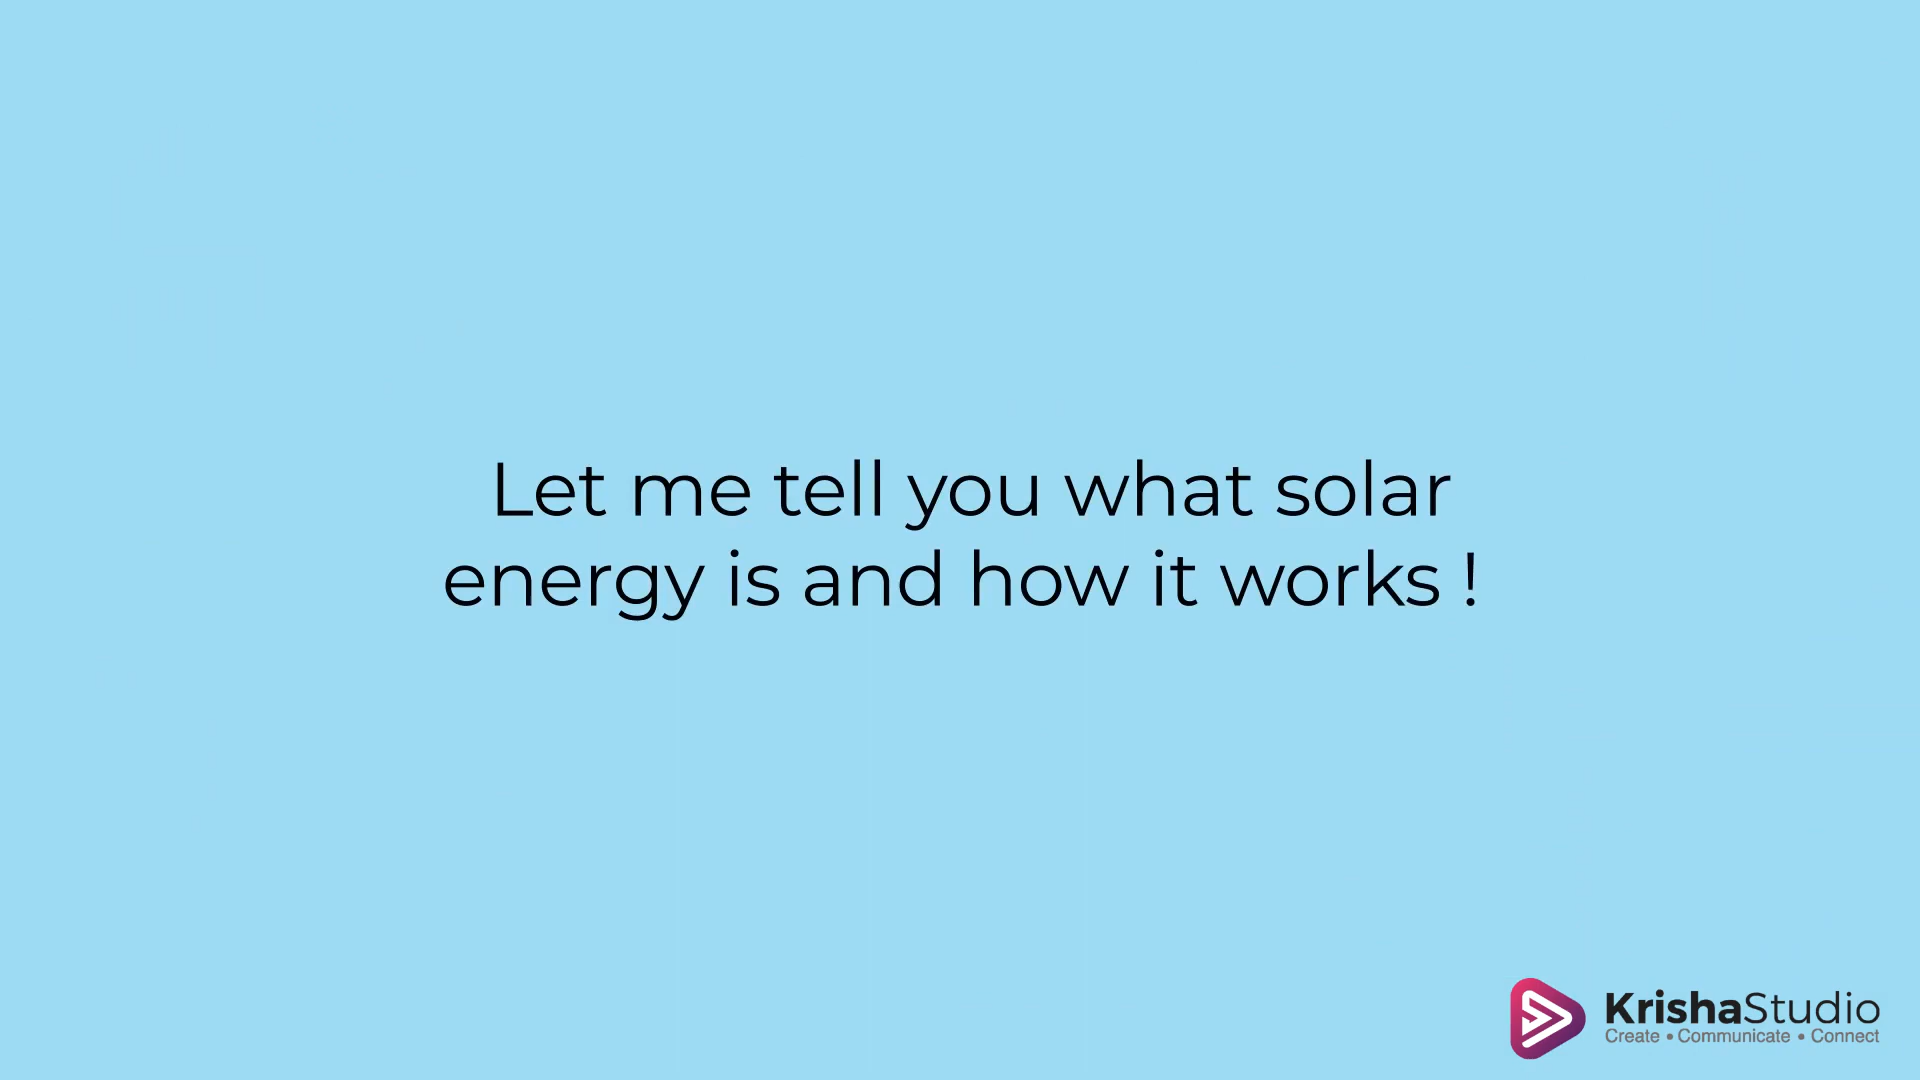 Let me tell you what solar
energy is and how it works !
KrishaStudio
Create • Communicate • Connect